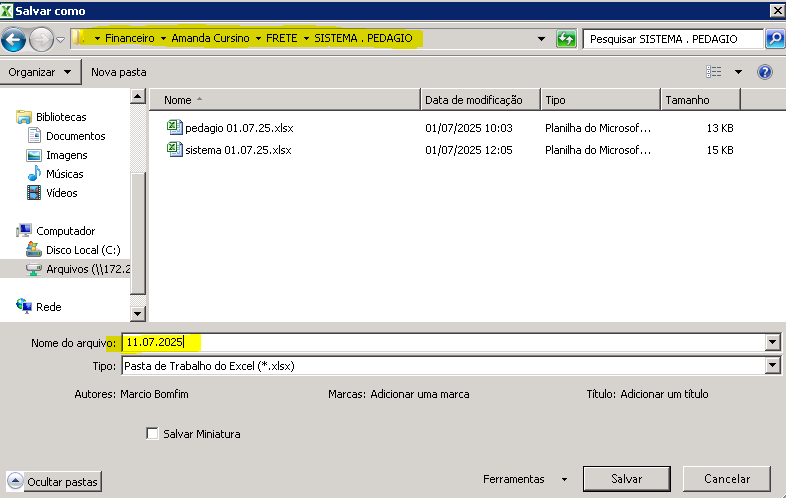 Salvar como
Financeiro Amanda Cursino FRETE SISTEMA . PEDAGIO
Pesquisar SISTEMA . PEDAGIO
Organizar Nova pasta
Nome Data de modificação Tipo Tamanho
pedagio 01.07.25.xlsx 01/07/2025 10:03 Planilha do Microsof... 13 KB
sistema 01.07.25.xlsx 01/07/2025 12:05 Planilha do Microsof... 15 KB
Bibliotecas
Documentos
Imagens
Músicas
Vídeos
Computador
Disco Local (C:)
Arquivos (\\172.2
Rede
Nome do arquivo: 11.07.2025
Tipo: Pasta de Trabalho do Excel (*.xlsx)
Autores: Marcio Bomfim Marcas: Adicionar uma marca Título: Adicionar um título
Salvar Miniatura
Ocultar pastas Ferramentas Salvar Cancelar